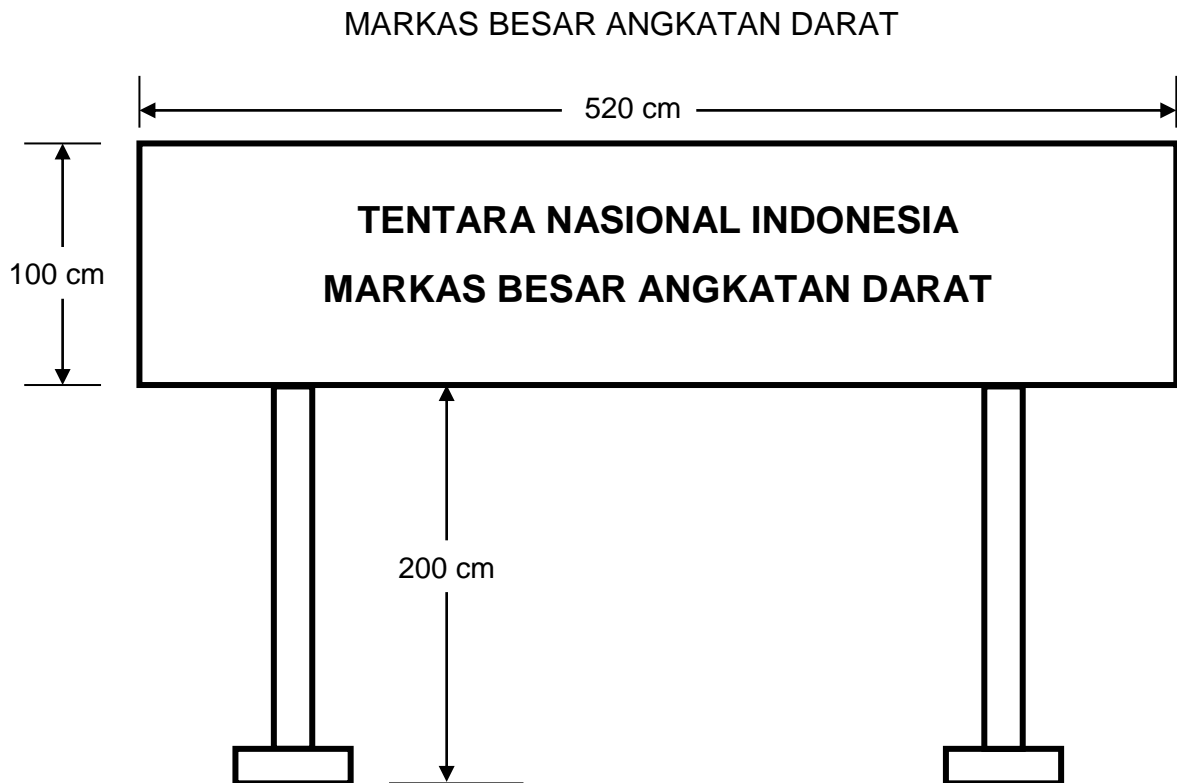 MARKAS BESAR ANGKATAN DARAT
520 cm
TENTARA NASIONAL INDONESIA
100 cm
MARKAS BESAR ANGKATAN DARAT
200 cm